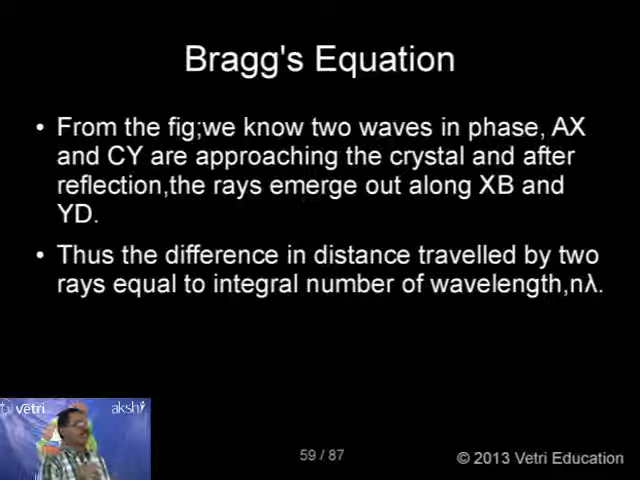 Bragg's Equation
• From the fig;we know two waves in phase, AX
and CY are approaching the crystal and after
reflection,the rays emerge out along XB and
YD.
• Thus the difference in distance travelled by two
rays equal to integral number of wavelength,nλ.
vetri akshi
59 / 87
© 2013 Vetri Education